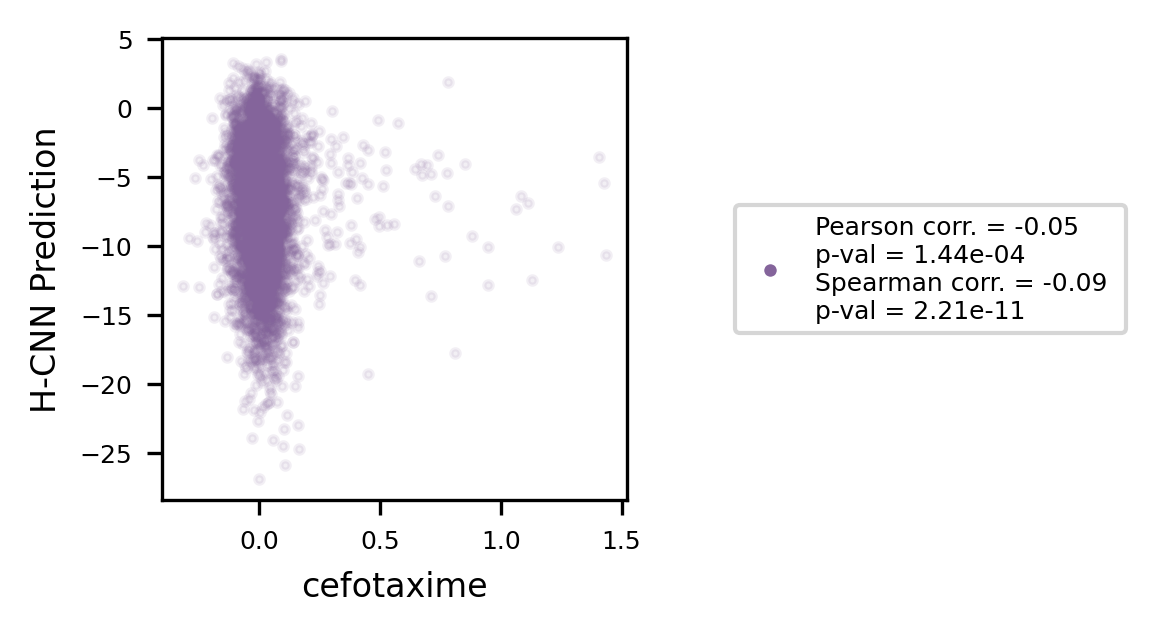 5
0
−5
−10
−15
−20
−25
H-CNN Prediction
0.0 0.5 1.0 1.5
cefotaxime
Pearson corr. = -0.05
p-val = 1.44e-04
Spearman corr. = -0.09
p-val = 2.21e-11